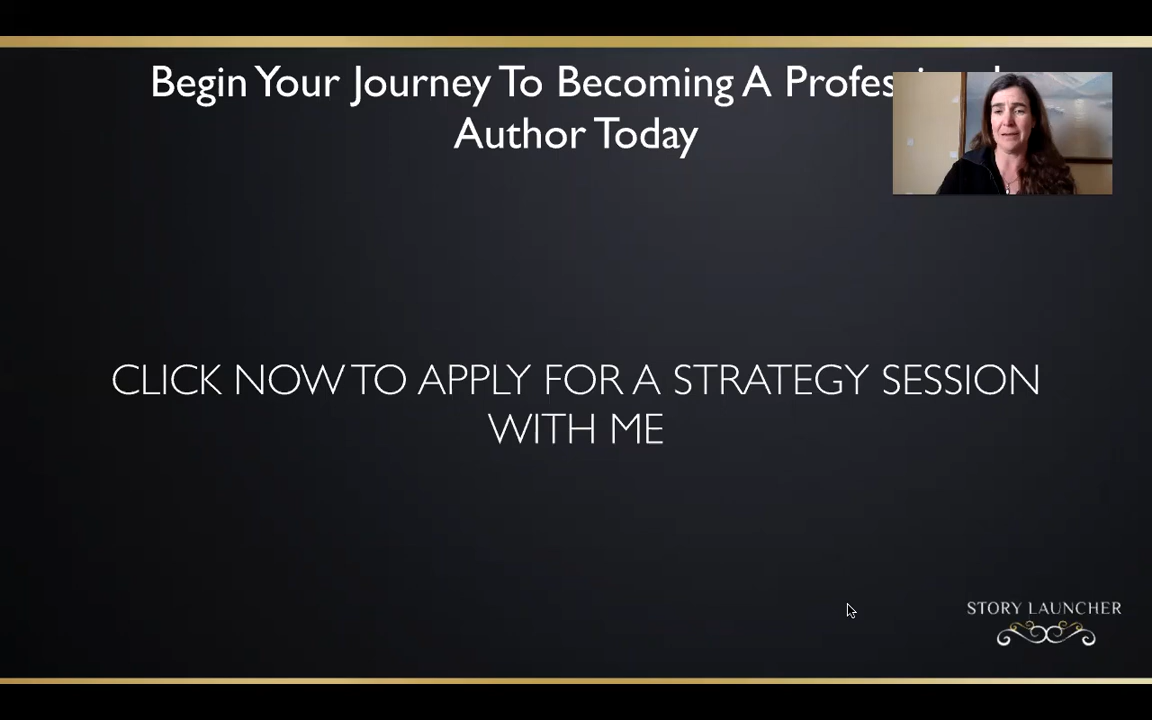 Begin Your Journey To Becoming A
Author Today
CLICK NOW TO APPLY FOR A STRATEGY SESSION
WITH ME
STORY LAUNCHER